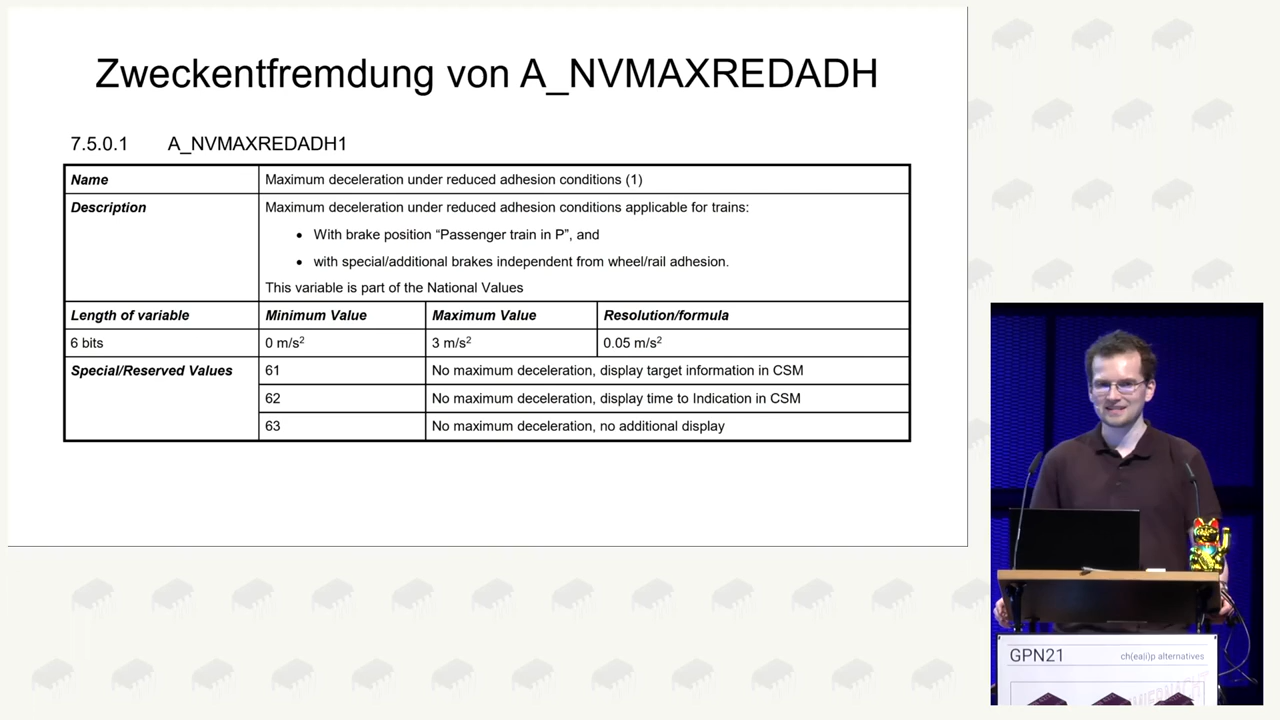 Zweckentfremdung von A_NVMAXREDADH
7.5.0.1 A_NVMAXREDADH1
Name Maximum deceleration under reduced adhesion conditions (1)
Description Maximum deceleration under reduced adhesion conditions applicable for trains:
• With brake position “Passenger train in P”, and
• with special/additional brakes independent from wheel/rail adhesion.
This variable is part of the National Values
Length of variable Minimum Value Maximum Value Resolution/formula
6 bits 0 m/s² 3 m/s² 0.05 m/s²
Special/Reserved Values 61 No maximum deceleration, display target information in CSM
62 No maximum deceleration, display time to Indication in CSM
63 No maximum deceleration, no additional display
GPN21 ch(ea|i)p alternatives